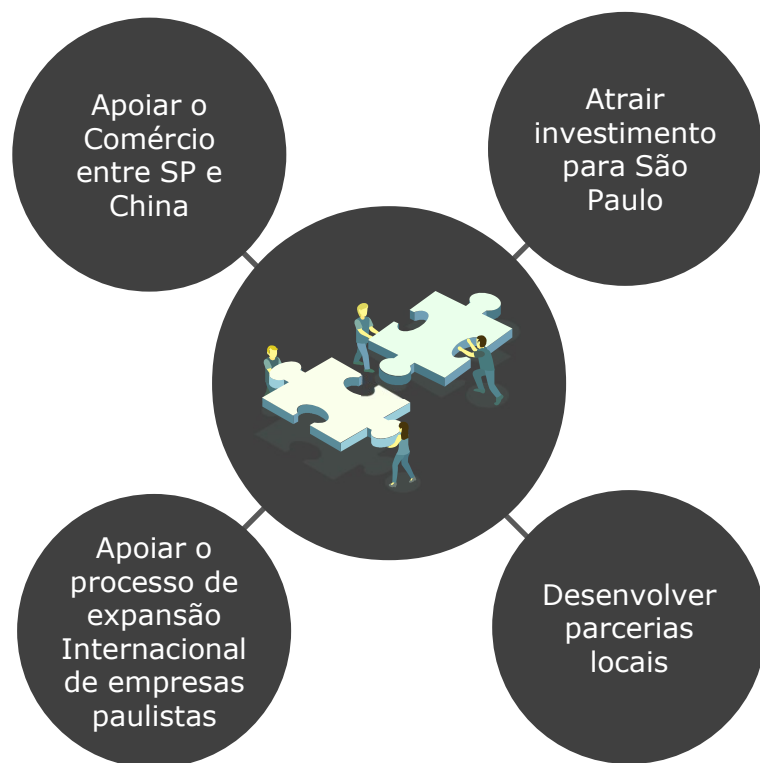 Apoiar o
Comércio
entre SP e
China
Atrair
investimento
para São
Paulo
Apoiar o
processo de
expansão
Internacional
de empresas
paulistas
Desenvolver
parcerias
locais